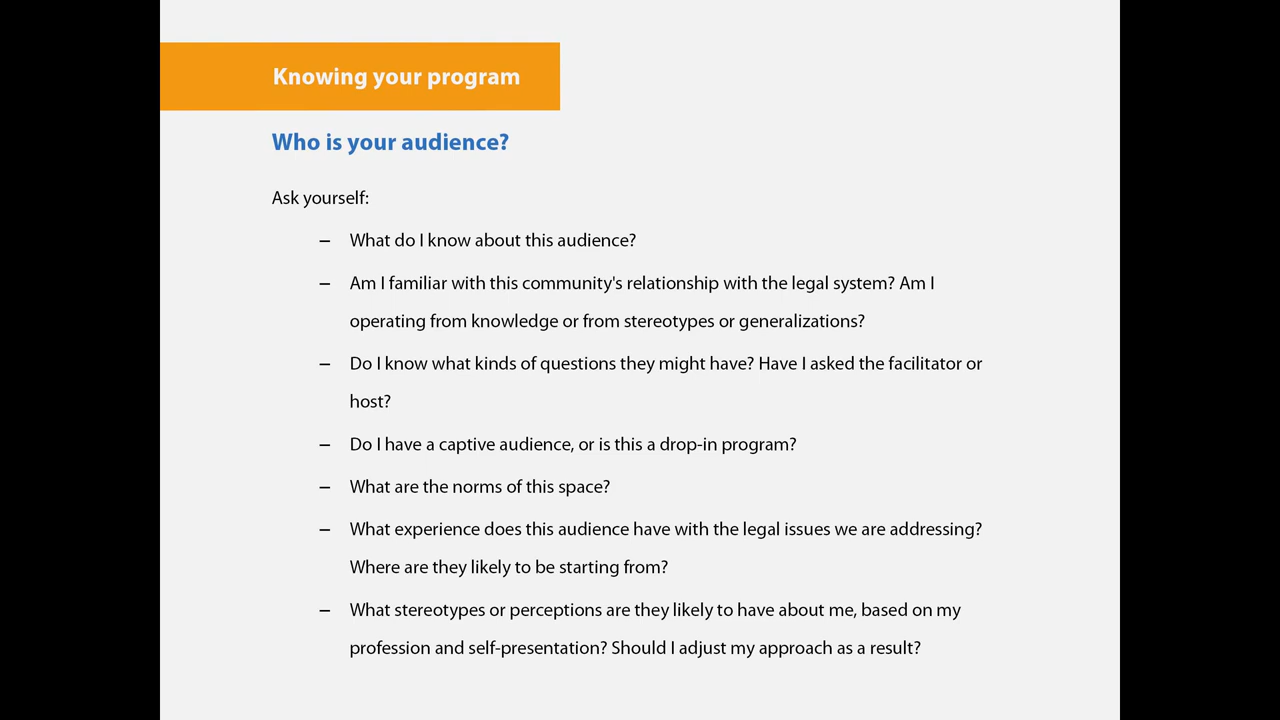 Knowing your program
Who is your audience?
Ask yourself:
– What do I know about this audience?
– Am I familiar with this community's relationship with the legal system? Am I
operating from knowledge or from stereotypes or generalizations?
– Do I know what kinds of questions they might have? Have I asked the facilitator or
host?
– Do I have a captive audience, or is this a drop-in program?
– What are the norms of this space?
– What experience does this audience have with the legal issues we are addressing?
Where are they likely to be starting from?
– What stereotypes or perceptions are they likely to have about me, based on my
profession and self-presentation? Should I adjust my approach as a result?